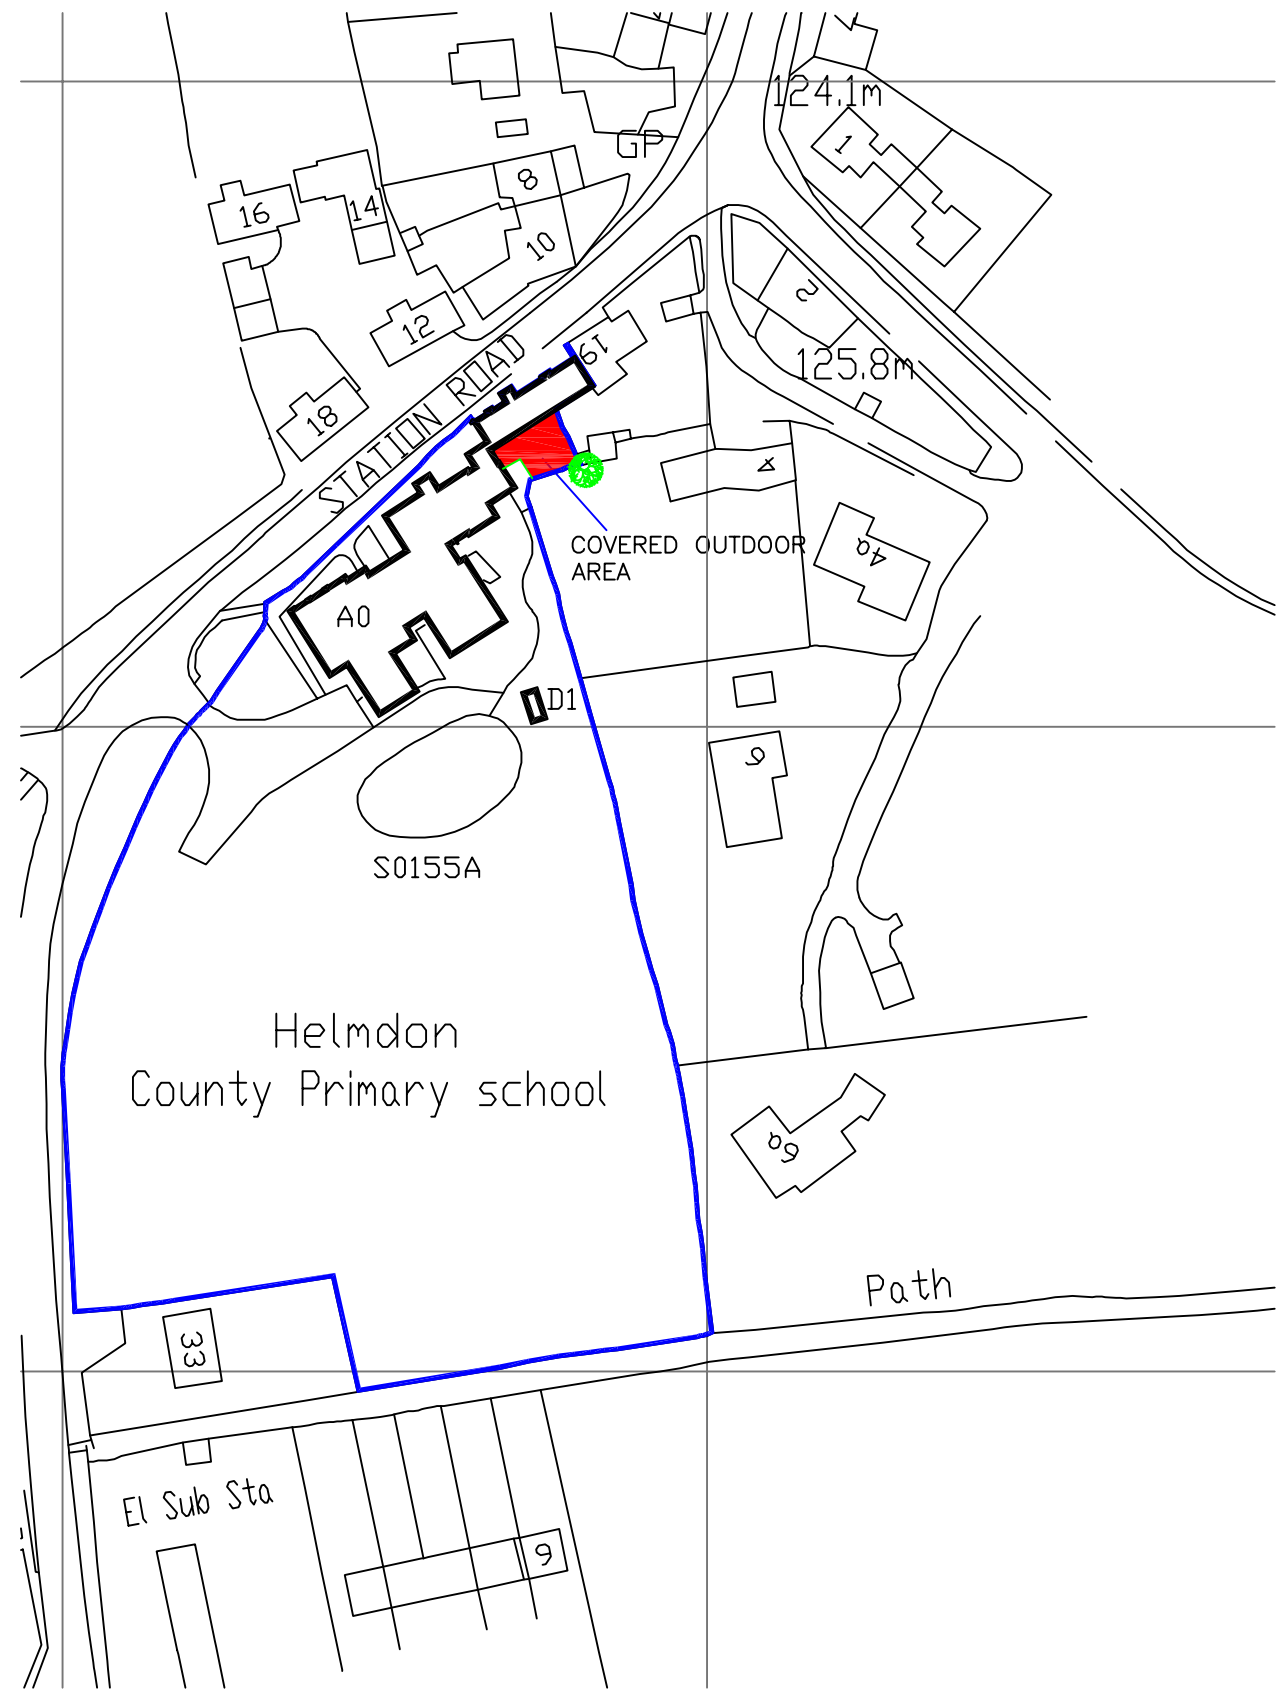 124.1m
GP
1
8
14
16
10
2
12
19
125.8m
STATION ROAD
18
4
COVERED OUTDOOR
AREA
4a
A0
D1
9
S0155A
Helmdon
County Primary school
6a
Path
33
El Sub Sta
6